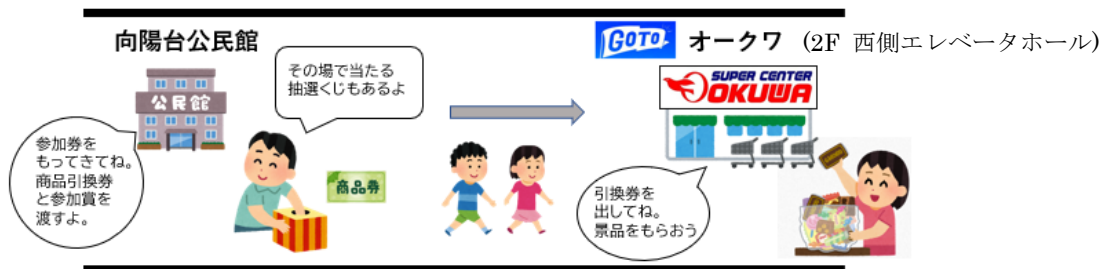 向陽台公民館
GOTO オークワ (2F 西側エレベータホール)
その場で当たる
抽選くじもあるよ
公民館
参加券を
もってきてね。
商品引換券
と参加賞を
渡すよ。
商品券
SUPER CENTER
OKUWA
引換券を
出してね。
景品をもらおう